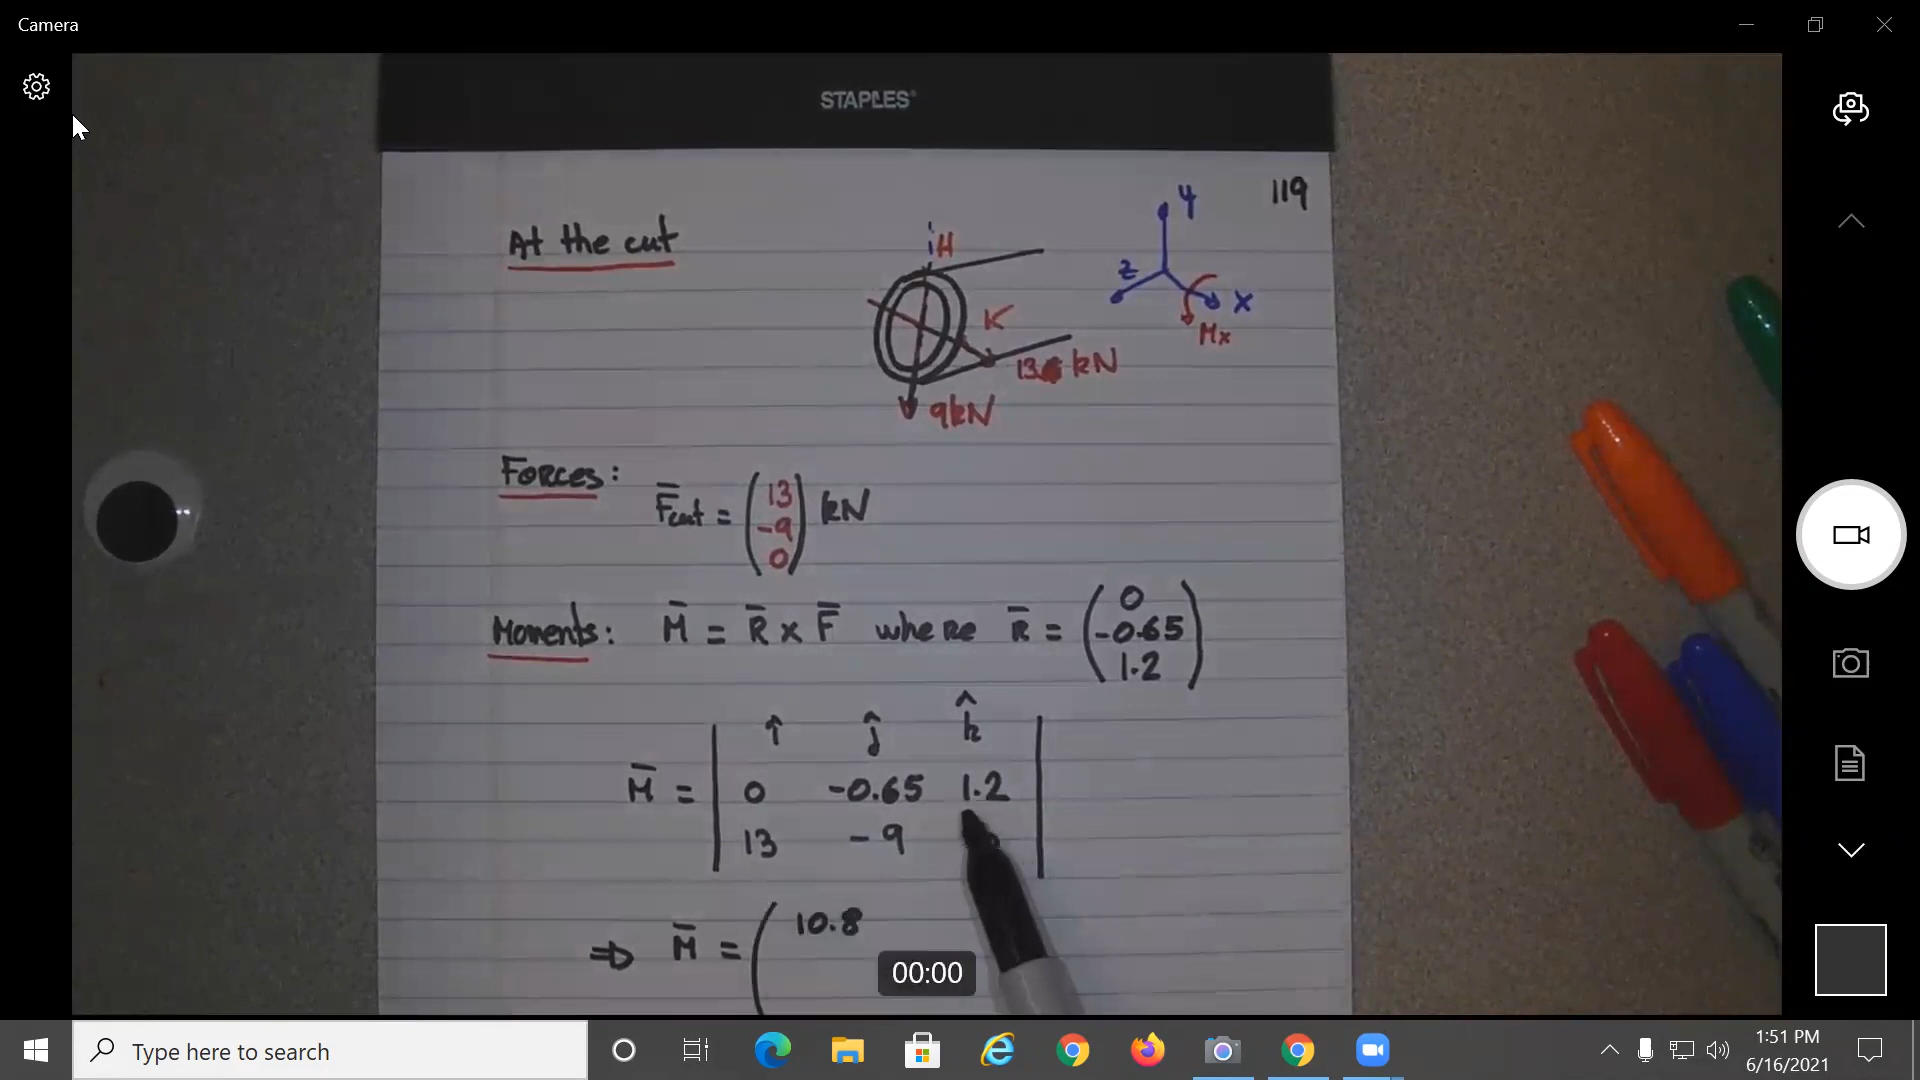 Camera
STAPLES
119
At the cut
H
K
13 kN
9kN
Y
Z
X
Mx
Forces: F̅cut = (13 -9 0) kN
Moments: M̅ = R̅ x F̅ where R̅ = (0 -0.65 1.2)
î ĵ k̂
M̅ = 0 -0.65 1.2
13 -9
⇒ M̅ = ( 10.8
00:00
Type here to search
1:51 PM
6/16/2021